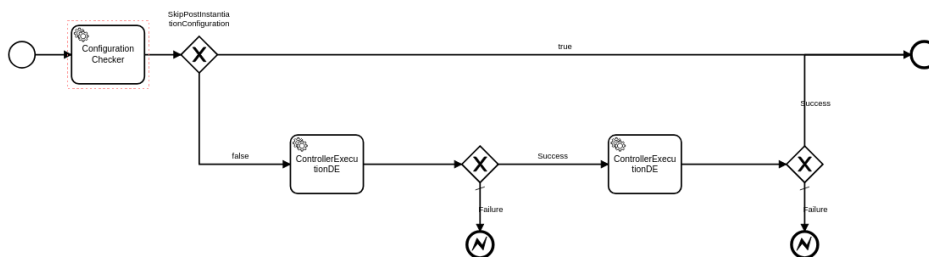 SkipPostInstantia
tionConfiguration
Configuration
Checker
true
Success
false
ControllerExecu
tionDE
Success
ControllerExecu
tionDE
Failure
Failure